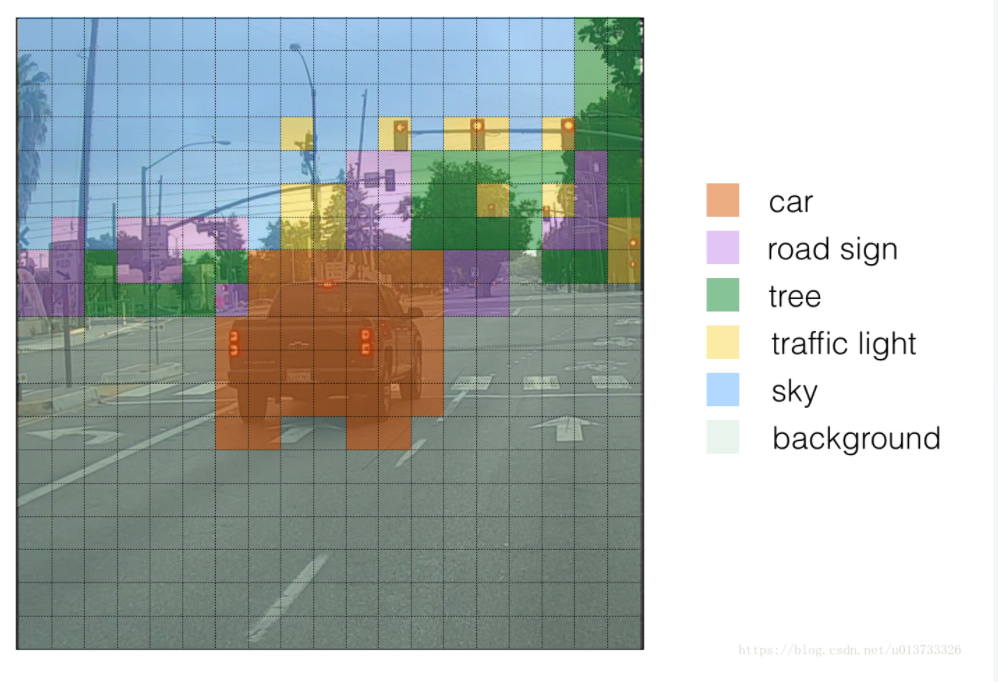 car
road sign
tree
traffic light
sky
background
https://blog.csdn.net/u013733326